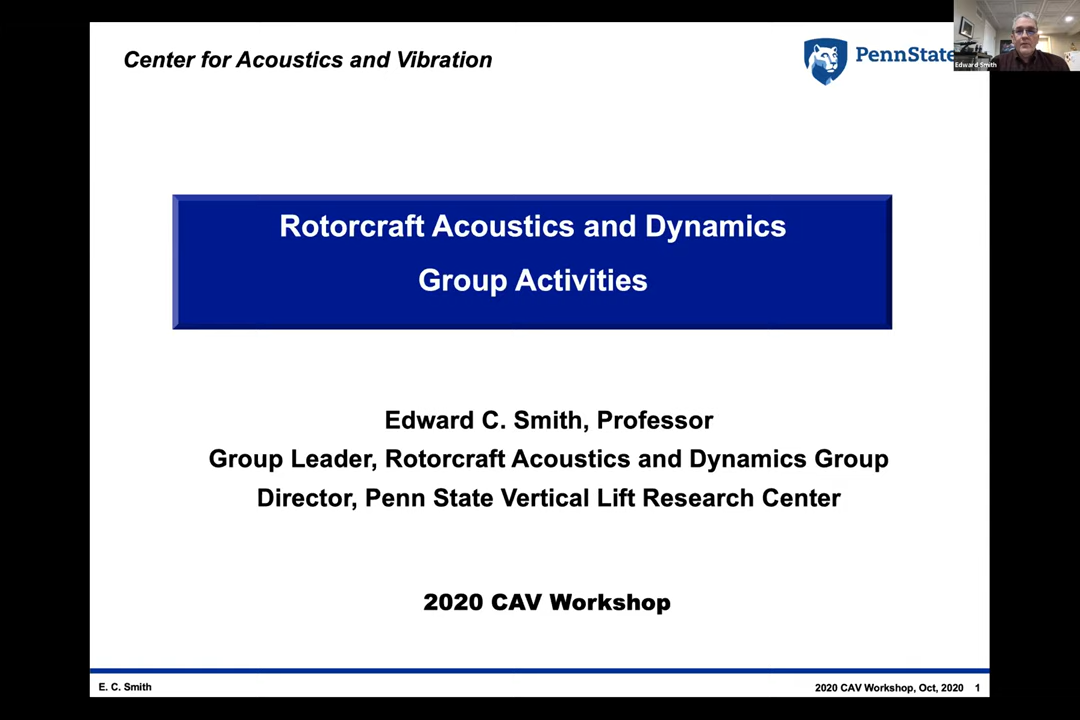 Center for Acoustics and Vibration
PennState
Edward Smith
Rotorcraft Acoustics and Dynamics
Group Activities
Edward C. Smith, Professor
Group Leader, Rotorcraft Acoustics and Dynamics Group
Director, Penn State Vertical Lift Research Center
2020 CAV Workshop
E. C. Smith
2020 CAV Workshop, Oct, 2020 1